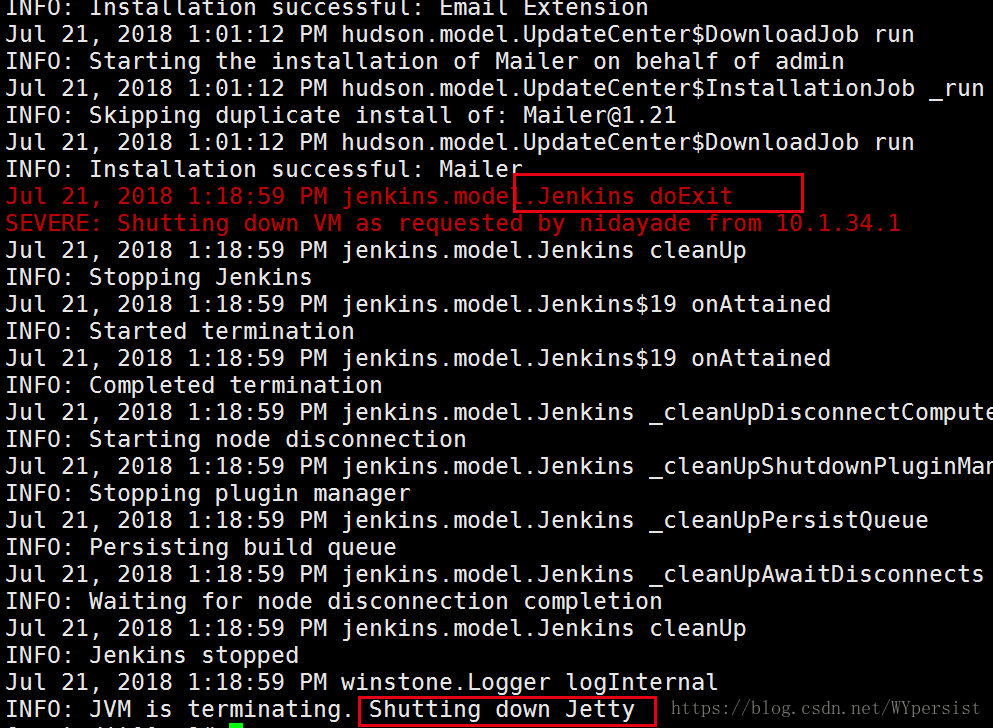 INFO: Installation successful: Email Extension
Jul 21, 2018 1:01:12 PM hudson.model.UpdateCenter$DownloadJob run
INFO: Starting the installation of Mailer on behalf of admin
Jul 21, 2018 1:01:12 PM hudson.model.UpdateCenter$InstallationJob _run
INFO: Skipping duplicate install of: Mailer@1.21
Jul 21, 2018 1:01:12 PM hudson.model.UpdateCenter$DownloadJob run
INFO: Installation successful: Mailer
Jul 21, 2018 1:18:59 PM jenkins.model.Jenkins doExit
SEVERE: Shutting down VM as requested by nidayade from 10.1.34.1
Jul 21, 2018 1:18:59 PM jenkins.model.Jenkins cleanUp
INFO: Stopping Jenkins
Jul 21, 2018 1:18:59 PM jenkins.model.Jenkins$19 onAttained
INFO: Started termination
Jul 21, 2018 1:18:59 PM jenkins.model.Jenkins$19 onAttained
INFO: Completed termination
Jul 21, 2018 1:18:59 PM jenkins.model.Jenkins _cleanUpDisconnectCompute
INFO: Starting node disconnection
Jul 21, 2018 1:18:59 PM jenkins.model.Jenkins _cleanUpShutdownPluginMan
INFO: Stopping plugin manager
Jul 21, 2018 1:18:59 PM jenkins.model.Jenkins _cleanUpPersistQueue
INFO: Persisting build queue
Jul 21, 2018 1:18:59 PM jenkins.model.Jenkins _cleanUpAwaitDisconnects
INFO: Waiting for node disconnection completion
Jul 21, 2018 1:18:59 PM jenkins.model.Jenkins cleanUp
INFO: Jenkins stopped
Jul 21, 2018 1:18:59 PM winstone.Logger logInternal
INFO: JVM is terminating. Shutting down Jetty
https://blog.csdn.net/WYpersist